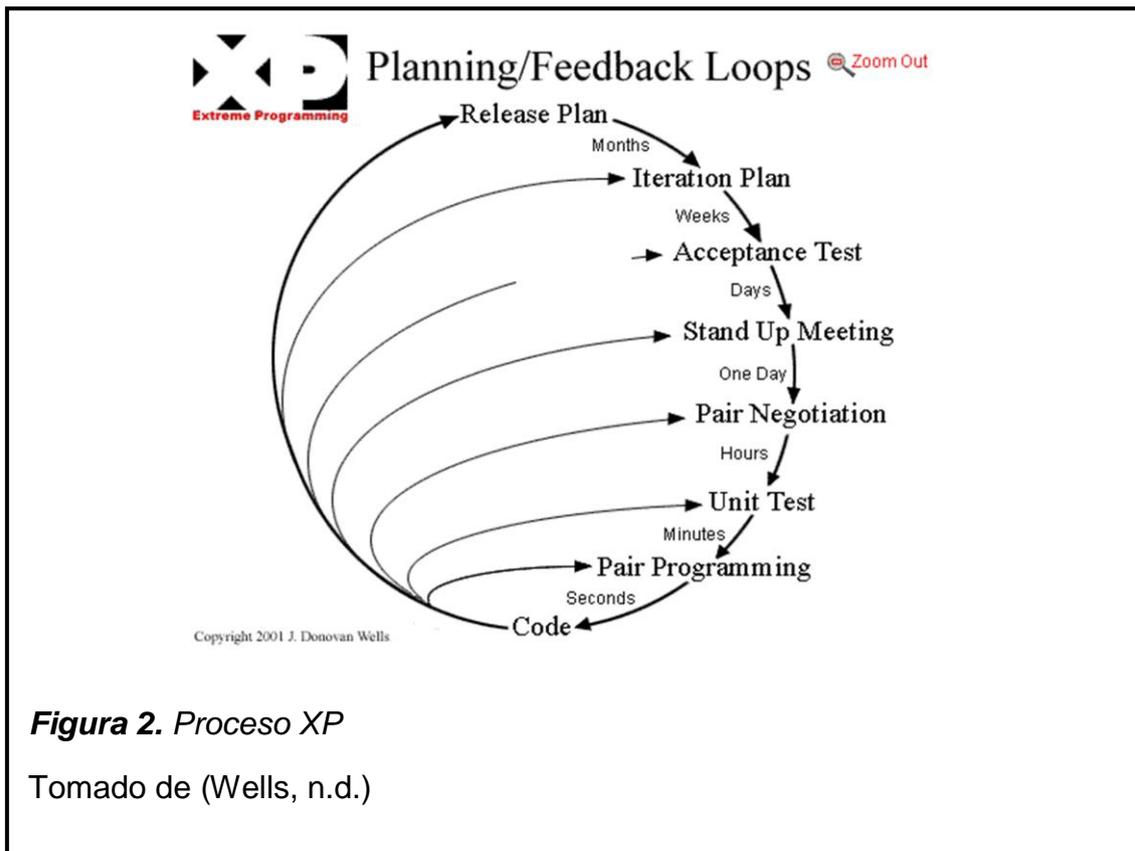 XP
Extreme Programming
Planning/Feedback Loops
Zoom Out
Release Plan
Months
Iteration Plan
Weeks
Acceptance Test
Days
Stand Up Meeting
One Day
Pair Negotiation
Hours
Unit Test
Minutes
Pair Programming
Seconds
Code
Copyright 2001 J. Donovan Wells
Figura 2. Proceso XP
Tomado de (Wells, n.d.)